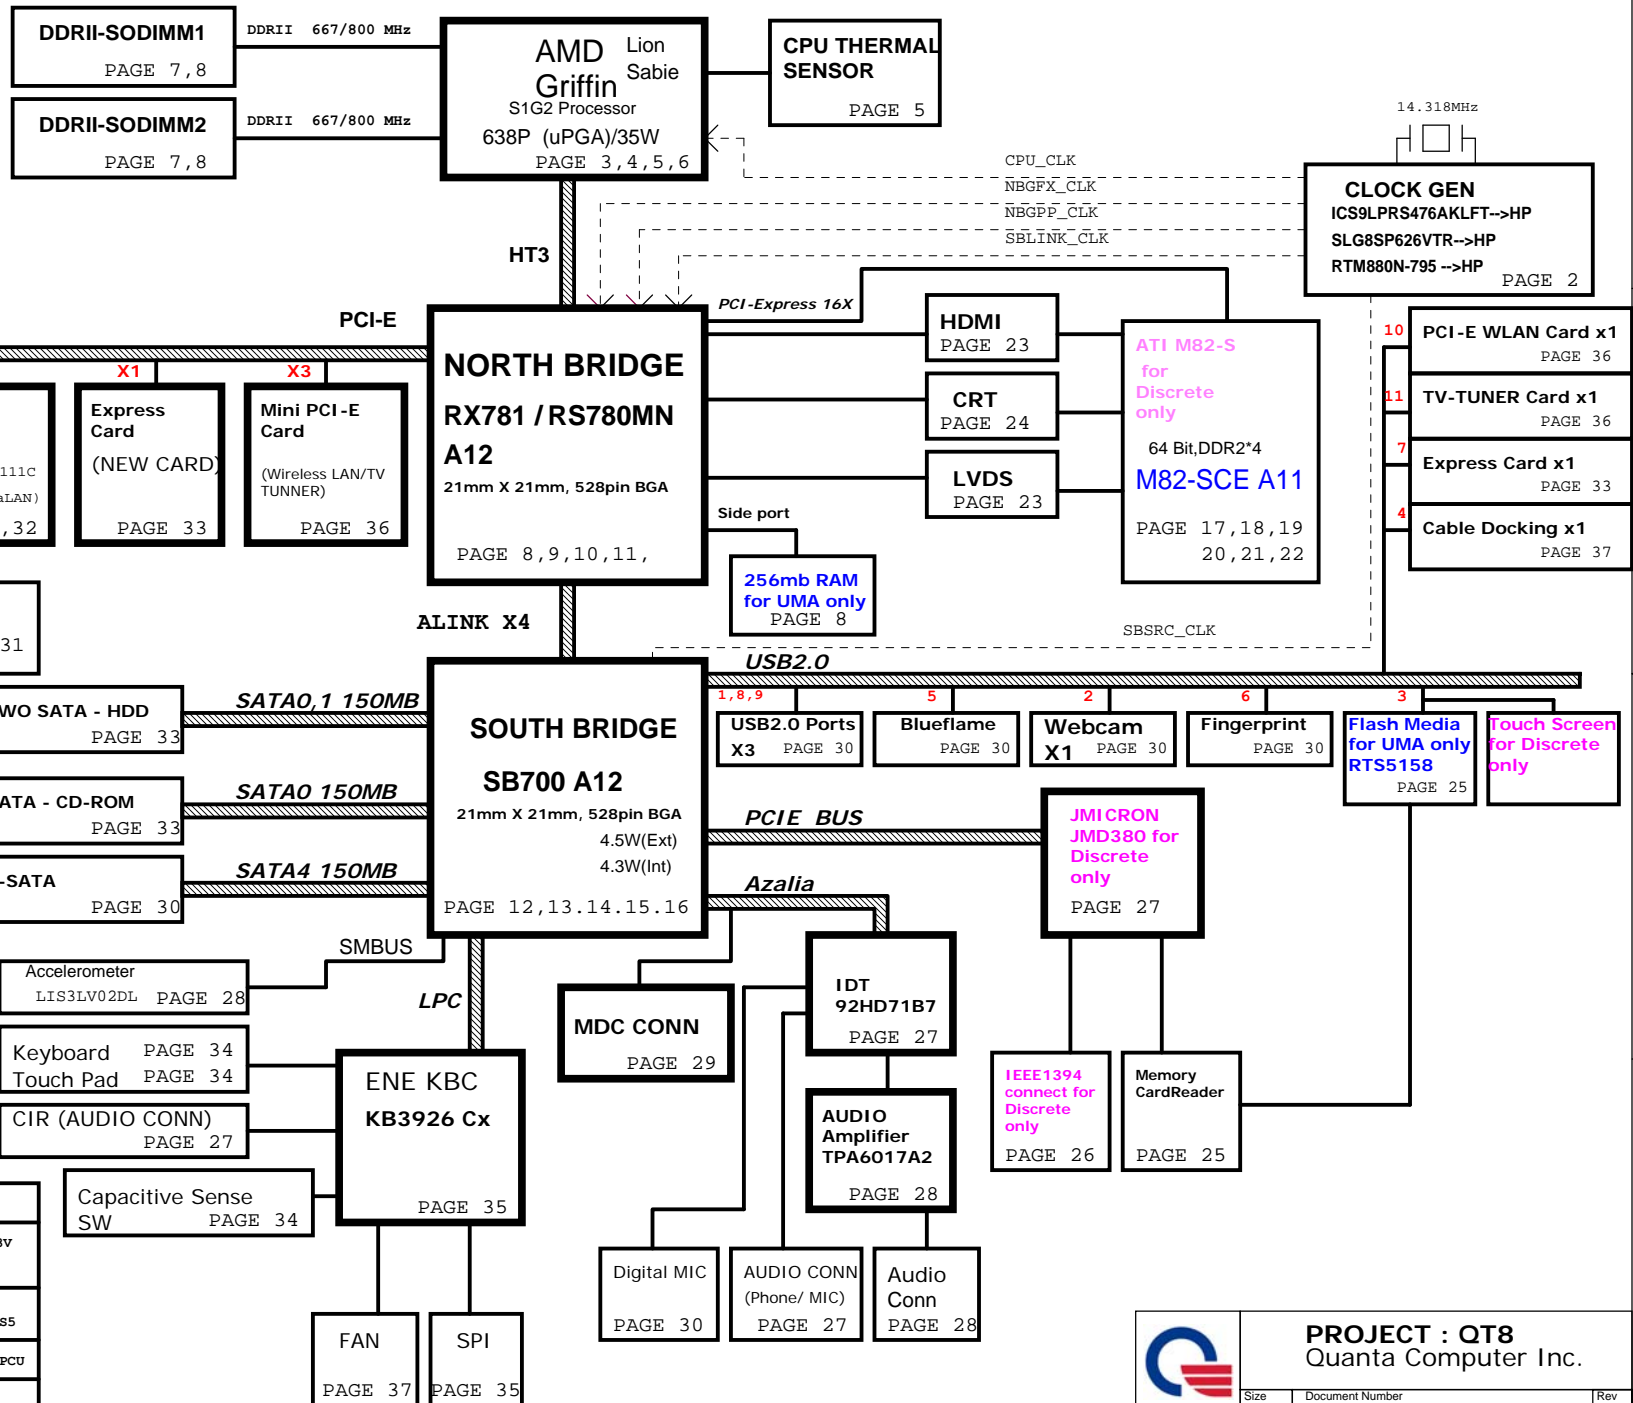 DDRII-SODIMM1
PAGE 7,8
DDRII 667/800 MHz
DDRII-SODIMM2
PAGE 7,8
DDRII 667/800 MHz
AMD Lion
Griffin Sabie
S1G2 Processor
638P (uPGA)/35W
PAGE 3,4,5,6
CPU THERMAL
SENSOR
PAGE 5
14.318MHz
CPU_CLK
NBGFX_CLK
NBGPP_CLK
SBLINK_CLK
CLOCK GEN
ICS9LPRS476AKLFT-->HP
SLG8SP626VTR-->HP
RTM880N-795 -->HP
PAGE 2
HT3
PCI-E
PCI-Express 16X
X1
X3
111C
aLAN)
,32
Express
Card
(NEW CARD)
PAGE 33
Mini PCI-E
Card
(Wireless LAN/TV
TUNNER)
PAGE 36
NORTH BRIDGE
RX781 / RS780MN
A12
21mm X 21mm, 528pin BGA
PAGE 8,9,10,11,
HDMI
PAGE 23
CRT
PAGE 24
LVDS
PAGE 23
ATI M82-S
for
Discrete
only
64 Bit,DDR2*4
M82-SCE A11
PAGE 17,18,19
20,21,22
10
PCI-E WLAN Card x1
PAGE 36
11
TV-TUNER Card x1
PAGE 36
7
Express Card x1
PAGE 33
4
Cable Docking x1
PAGE 37
Side port
256mb RAM
for UMA only
PAGE 8
ALINK X4
SBSRC_CLK
31
USB2.0
WO SATA - HDD
PAGE 33
SATA0,1 150MB
ATA - CD-ROM
PAGE 33
SATA0 150MB
-SATA
PAGE 30
SATA4 150MB
SOUTH BRIDGE
SB700 A12
21mm X 21mm, 528pin BGA
4.5W(Ext)
4.3W(Int)
PAGE 12,13.14.15.16
1,8,9
USB2.0 Ports
X3 PAGE 30
5
Blueflame
PAGE 30
2
Webcam
X1 PAGE 30
6
Fingerprint
PAGE 30
3
Flash Media
for UMA only
RTS5158
PAGE 25
Touch Screen
for Discrete
only
PCIE BUS
JMICRON
JMD380 for
Discrete
only
PAGE 27
Azalia
SMBUS
Accelerometer
LIS3LV02DL PAGE 28
LPC
Keyboard PAGE 34
Touch Pad PAGE 34
CIR (AUDIO CONN)
PAGE 27
Capacitive Sense
SW PAGE 34
ENE KBC
KB3926 Cx
PAGE 35
MDC CONN
PAGE 29
IDT
92HD71B7
PAGE 27
AUDIO
Amplifier
TPA6017A2
PAGE 28
IEEE1394
connect for
Discrete
only
PAGE 26
Memory
CardReader
PAGE 25
Digital MIC
PAGE 30
AUDIO CONN
(Phone/ MIC)
PAGE 27
Audio
Conn
PAGE 28
FAN
PAGE 37
SPI
PAGE 35
S5
PCU
PROJECT : QT8
Quanta Computer Inc.
Size
Document Number
Rev